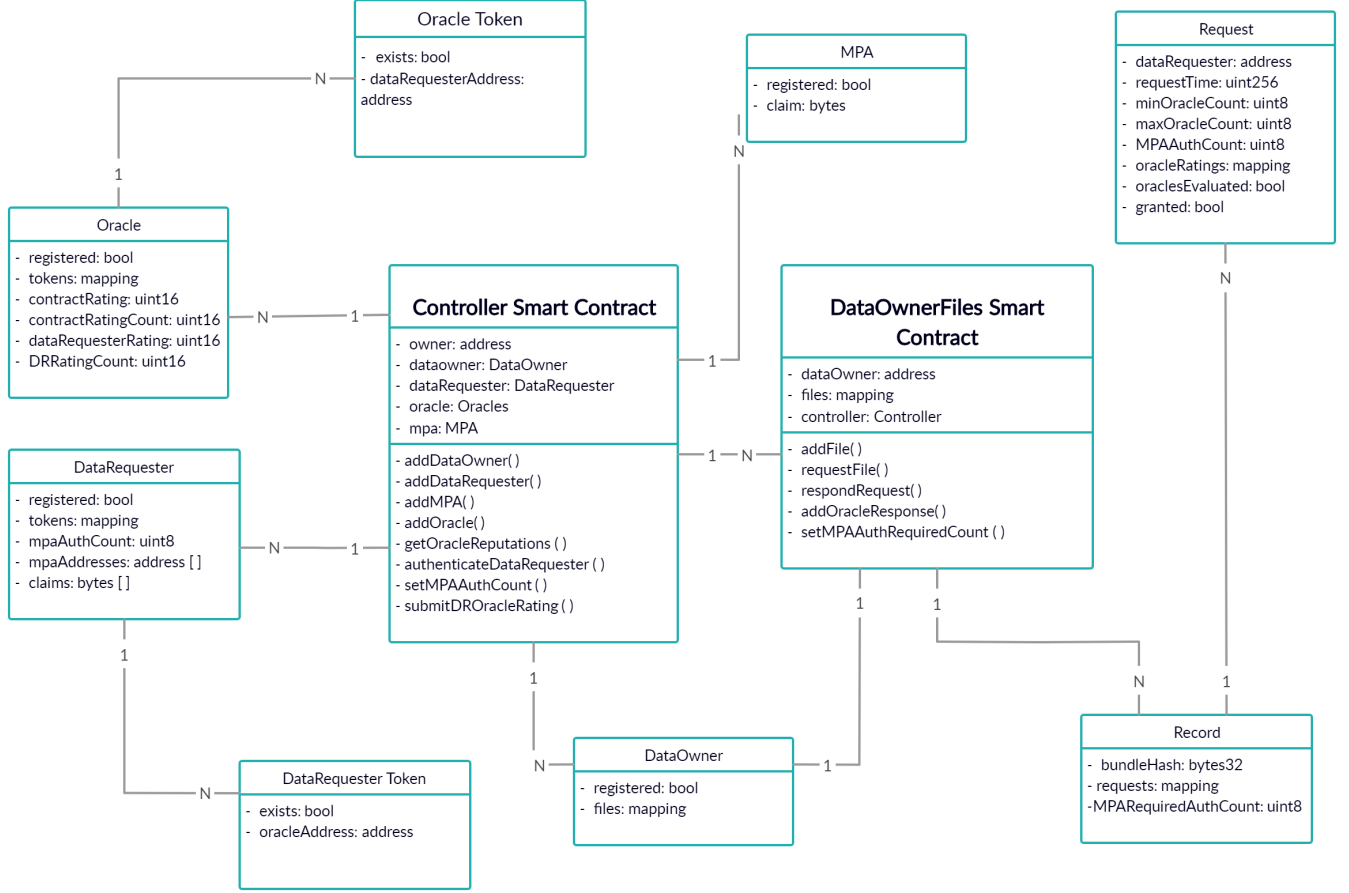 Oracle Token
- exists: bool
- dataRequesterAddress:
address
N
1
MPA
- registered: bool
- claim: bytes
N
1
Request
- dataRequester: address
- requestTime: uint256
- minOracleCount: uint8
- maxOracleCount: uint8
- MPAAuthCount: uint8
- oracleRatings: mapping
- oraclesEvaluated: bool
- granted: bool
N
1
Oracle
- registered: bool
- tokens: mapping
- contractRating: uint16
- contractRatingCount: uint16
- dataRequesterRating: uint16
- DRRatingCount: uint16
N
1
Controller Smart Contract
- owner: address
- dataowner: DataOwner
- dataRequester: DataRequester
- oracle: Oracles
- mpa: MPA
- addDataOwner( )
- addDataRequester( )
- addMPA( )
- addOracle( )
- getOracleReputations ( )
- authenticateDataRequester ( )
- setMPAAuthCount ( )
- submitDROracleRating ( )
1
N
DataOwnerFiles Smart
Contract
- dataOwner: address
- files: mapping
- controller: Controller
- addFile( )
- requestFile( )
- respondRequest( )
- addOracleResponse( )
- setMPAAuthRequiredCount ( )
DataRequester
- registered: bool
- tokens: mapping
- mpaAuthCount: uint8
- mpaAddresses: address [ ]
- claims: bytes [ ]
N
1
1
N
1
N
1
1
1
N
DataRequester Token
- exists: bool
- oracleAddress: address
DataOwner
- registered: bool
- files: mapping
Record
- bundleHash: bytes32
- requests: mapping
-MPARequiredAuthCount: uint8